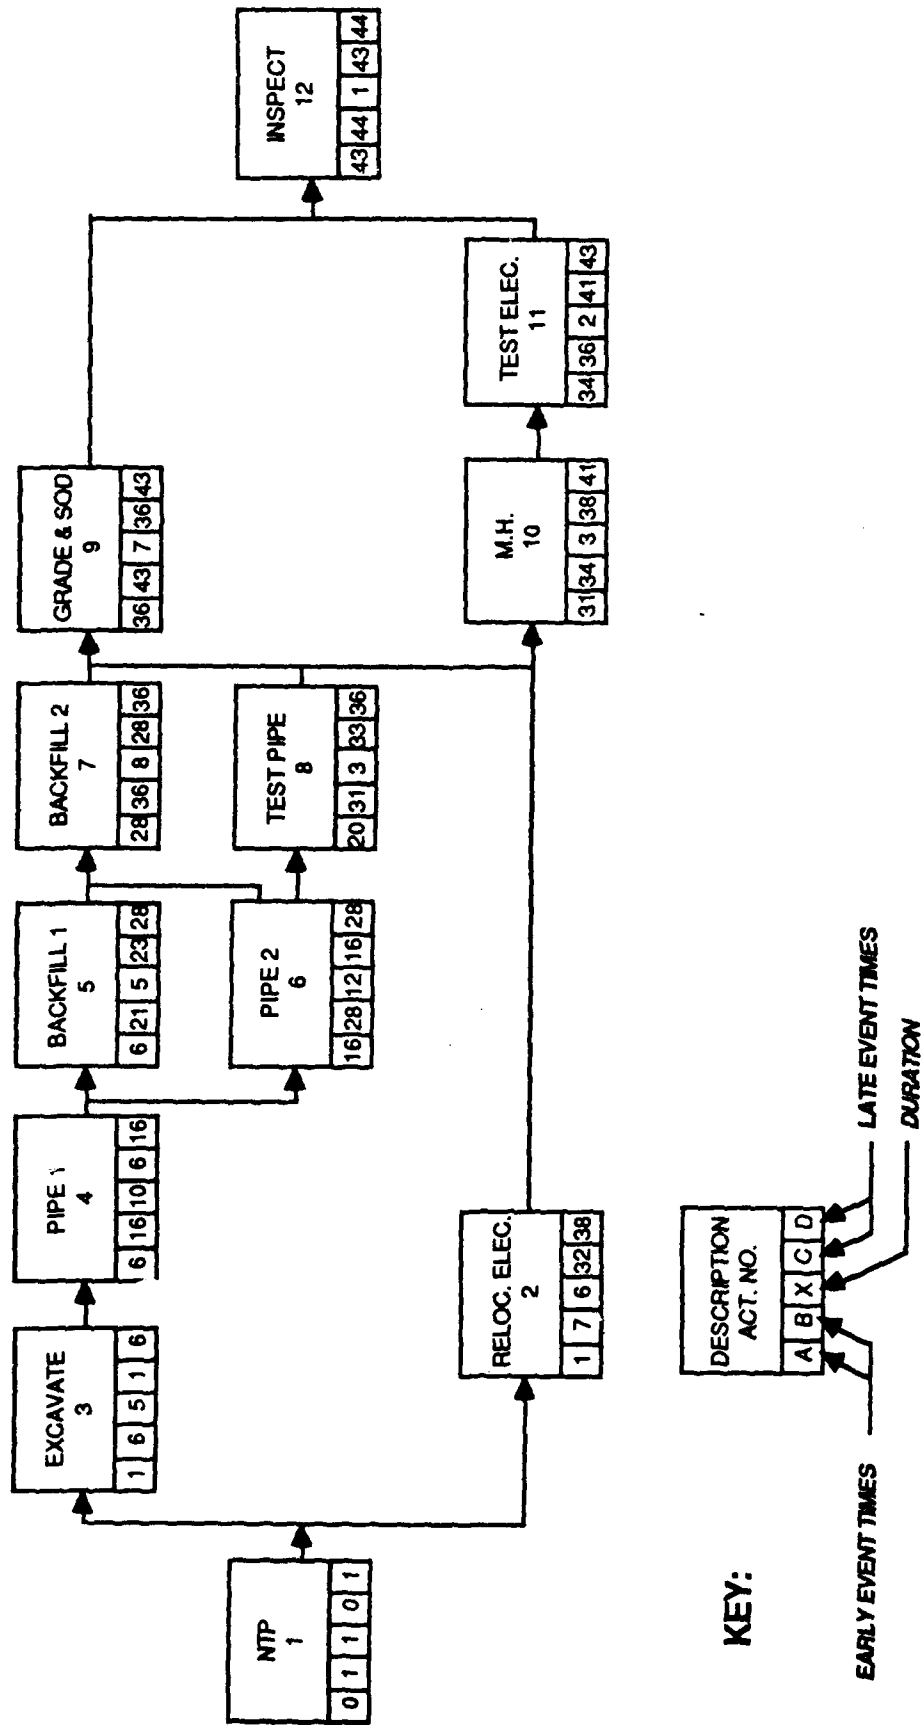 NTP
1
0 1 1 0 1
EXCAVATE
3
1 6 5 1 6
PIPE 1
4
6 16 10 6 16
BACKFILL 1
5
6 21 5 23 28
BACKFILL 2
7
28 36 8 28 36
GRADE & SOD
9
36 43 7 36 43
PIPE 2
6
16 28 12 16 28
TEST PIPE
8
20 31 3 33 36
INSPECT
12
43 44 1 43 44
RELOC. ELEC.
2
1 7 6 32 38
M.H.
10
31 34 3 38 41
TEST ELEC.
11
34 36 2 41 43
KEY:
DESCRIPTION
ACT. NO.
A B X C D
EARLY EVENT TIMES
LATE EVENT TIMES
DURATION